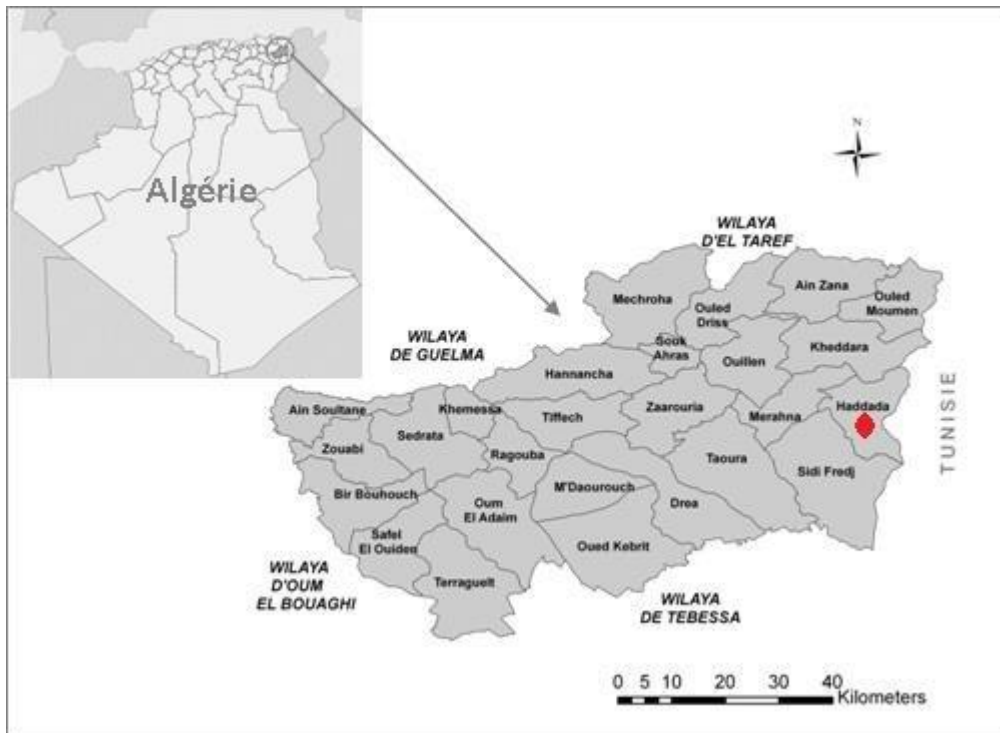 Algérie
N
WILAYA
D'EL TAREF
Ain Zana
Mechroha
Ouled
Moumen
Ouled
Driss
WILAYA
DE GUELMA
Souk
Ahras
Kheddara
Ouillen
Hannancha
TUNISIE
Ain Soultane
Khemessa
Tiffech
Zaarouria
Merahna
Haddada
Sedrata
Zouabi
Ragouba
Taoura
Sidi Fredj
Bir Bouhouch
M'Daourouch
Oum
El Adaim
Drea
Safel
El Ouiden
Oued Kebrit
WILAYA
D'OUM
EL BOUAGHI
Terraguelt
WILAYA
DE TEBESSA
0 5 10 20 30 40
Kilometers